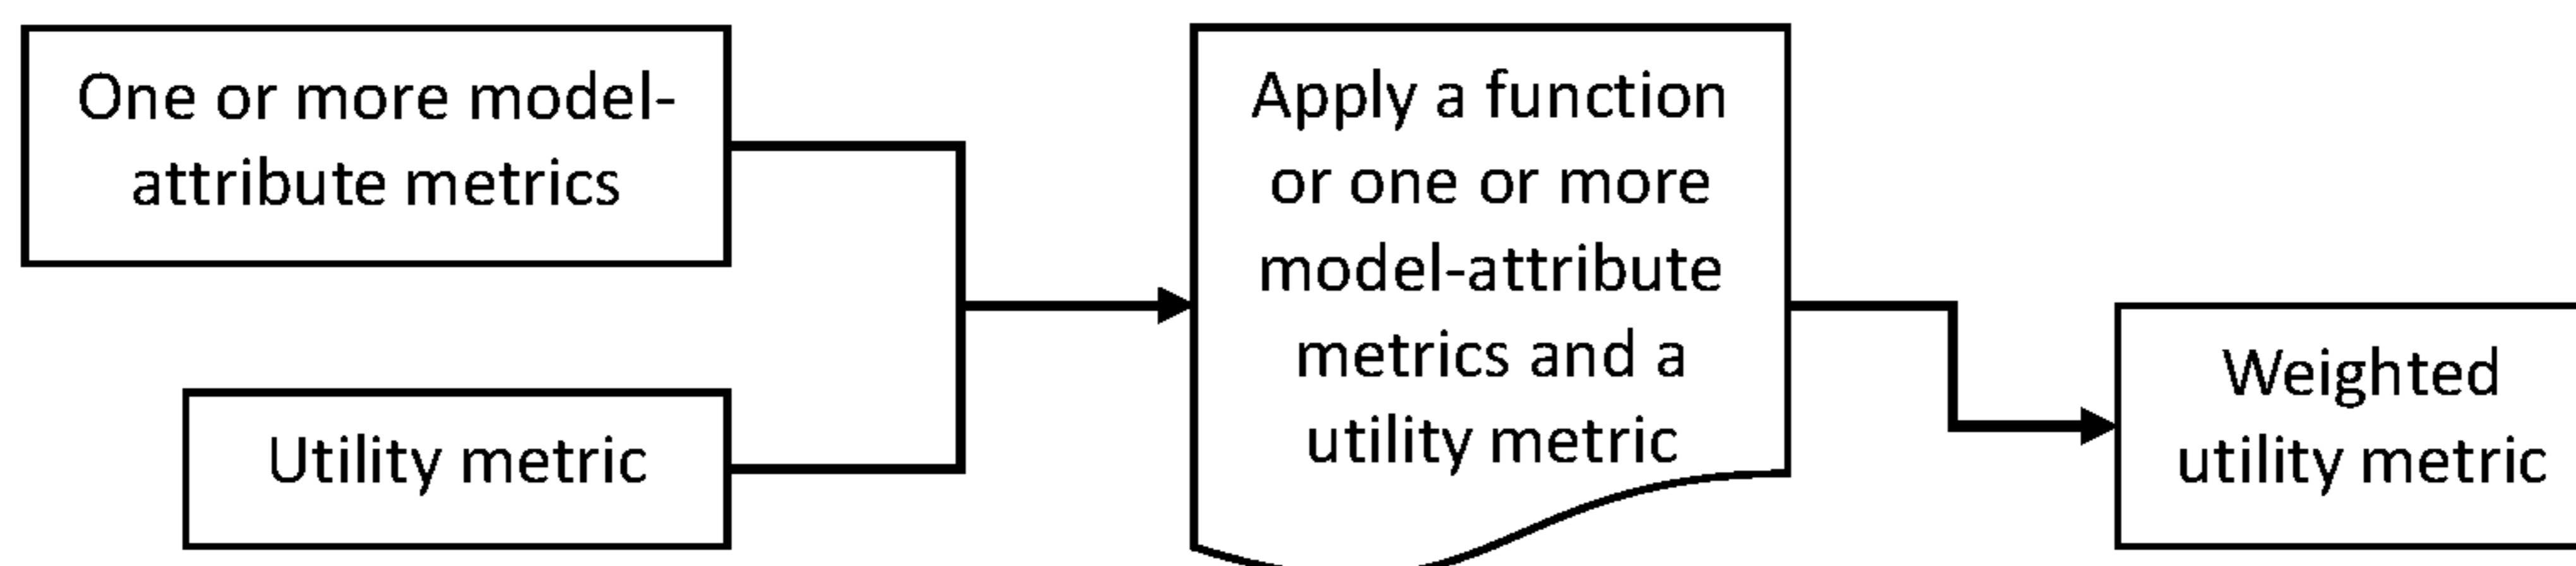 One or more model-
attribute metrics
Utility metric
Apply a function
or one or more
model-attribute
metrics and a
utility metric
Weighted
utility metric